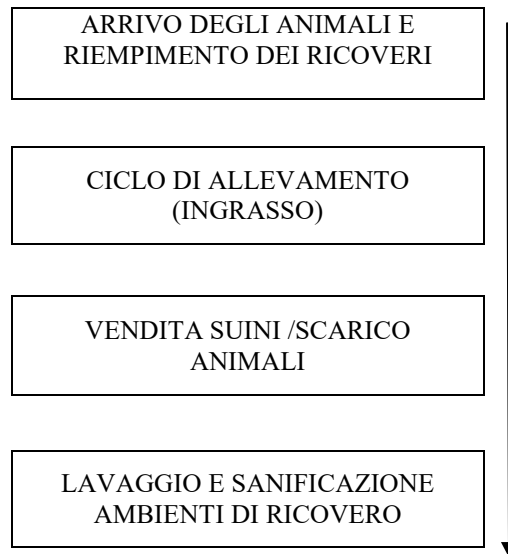 ARRIVO DEGLI ANIMALI E
RIEMPIMENTO DEI RICOVERI
CICLO DI ALLEVAMENTO
(INGRASSO)
VENDITA SUINI /SCARICO
ANIMALI
LAVAGGIO E SANIFICAZIONE
AMBIENTI DI RICOVERO